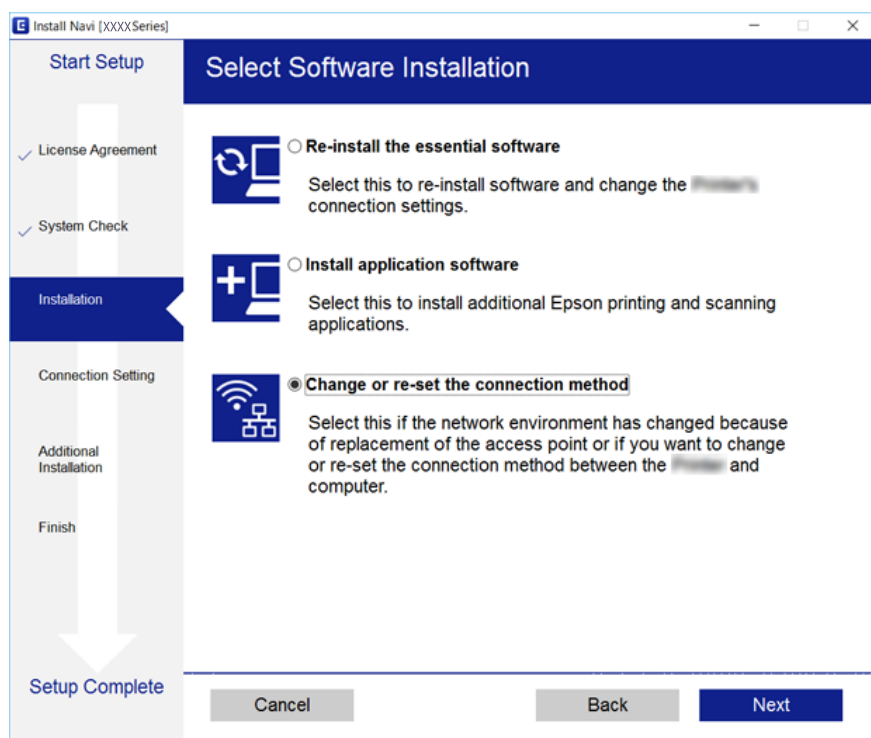 Install Navi [XXXX Series]
Start Setup
License Agreement
System Check
Installation
Connection Setting
Additional
Installation
Finish
Setup Complete
Select Software Installation
Re-install the essential software
Select this to re-install software and change the
connection settings.
Install application software
Select this to install additional Epson printing and scanning
applications.
Change or re-set the connection method
Select this if the network environment has changed because
of replacement of the access point or if you want to change
or re-set the connection method between the and
computer.
Cancel
Back
Next